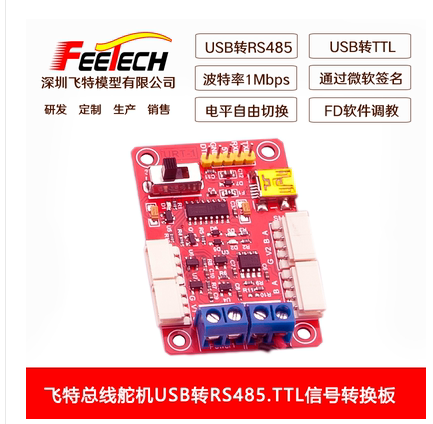 FEETECH
深圳飞特模型有限公司
研发 定制 生产 销售
USB转RS485
USB转TTL
波特率1Mbps
通过微软签名
电平自由切换
FD软件调教
G V2 B A
飞特总线舵机USB转RS485.TTL信号转换板